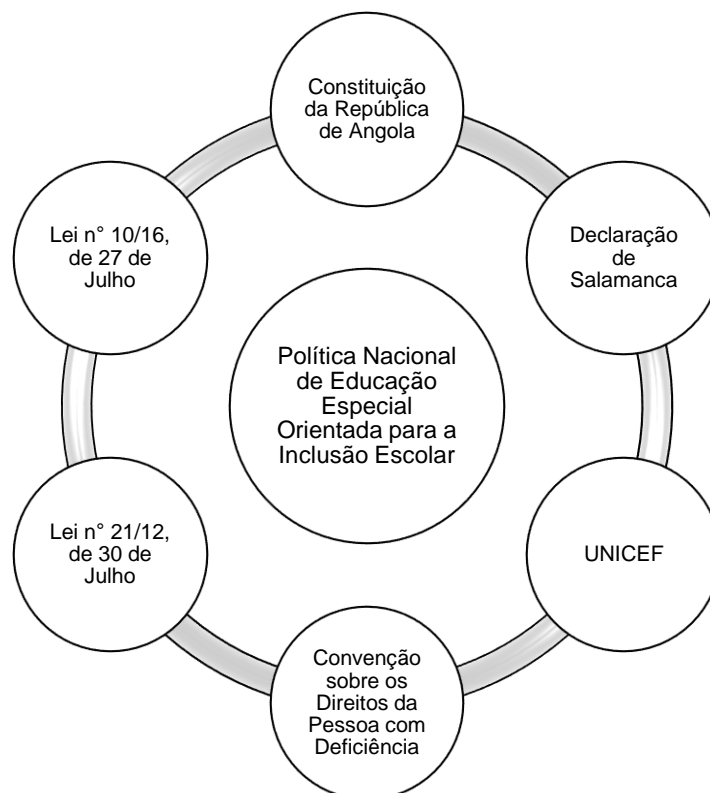 Constituição
da República
de Angola
Declaração
de
Salamanca
UNICEF
Convenção
sobre os
Direitos da
Pessoa com
Deficiência
Lei n° 21/12,
de 30 de
Julho
Lei n° 10/16,
de 27 de
Julho
Política Nacional
de Educação
Especial
Orientada para a
Inclusão Escolar